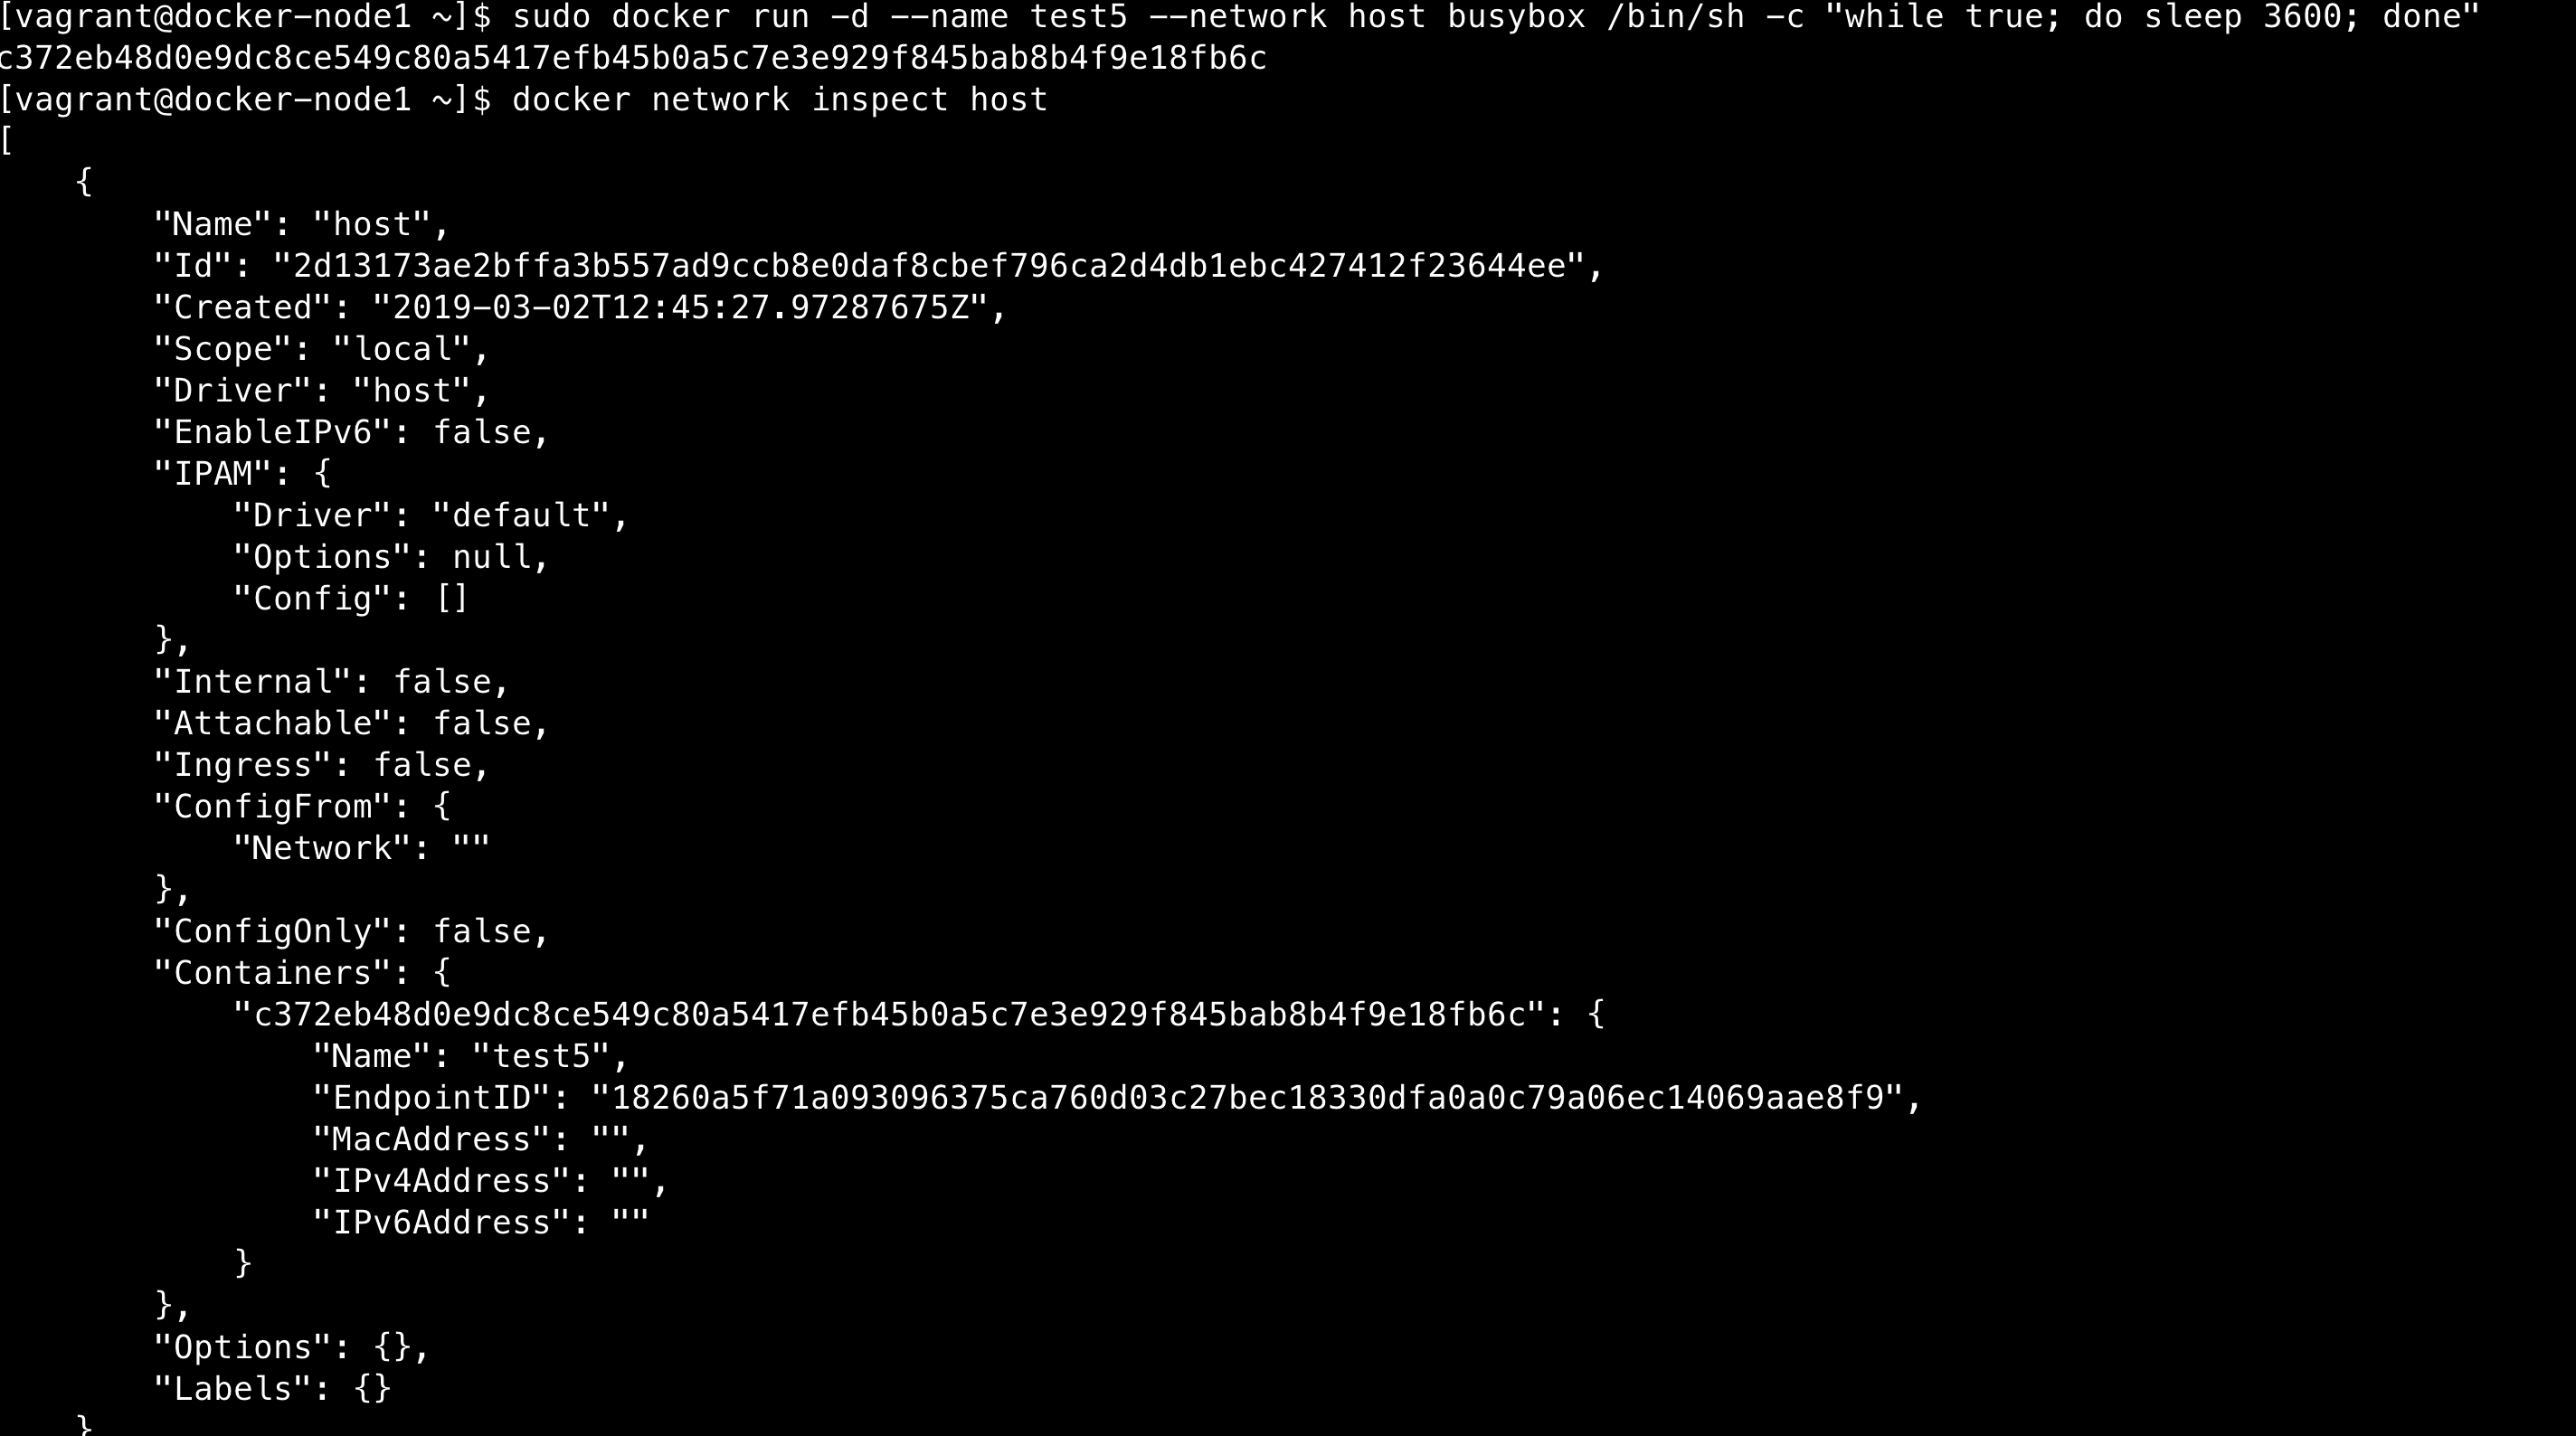 [vagrant@docker-node1 ~]$ sudo docker run -d --name test5 --network host busybox /bin/sh -c "while true; do sleep 3600; done"
c372eb48d0e9dc8ce549c80a5417efb45b0a5c7e3e929f845bab8b4f9e18fb6c
[vagrant@docker-node1 ~]$ docker network inspect host
[
    {
        "Name": "host",
        "Id": "2d13173ae2bffa3b557ad9ccb8e0daf8cbef796ca2d4db1ebc427412f23644ee",
        "Created": "2019-03-02T12:45:27.97287675Z",
        "Scope": "local",
        "Driver": "host",
        "EnableIPv6": false,
        "IPAM": {
            "Driver": "default",
            "Options": null,
            "Config": []
        },
        "Internal": false,
        "Attachable": false,
        "Ingress": false,
        "ConfigFrom": {
            "Network": ""
        },
        "ConfigOnly": false,
        "Containers": {
            "c372eb48d0e9dc8ce549c80a5417efb45b0a5c7e3e929f845bab8b4f9e18fb6c": {
                "Name": "test5",
                "EndpointID": "18260a5f71a093096375ca760d03c27bec18330dfa0a0c79a06ec14069aae8f9",
                "MacAddress": "",
                "IPv4Address": "",
                "IPv6Address": ""
            }
        },
        "Options": {},
        "Labels": {}
    }